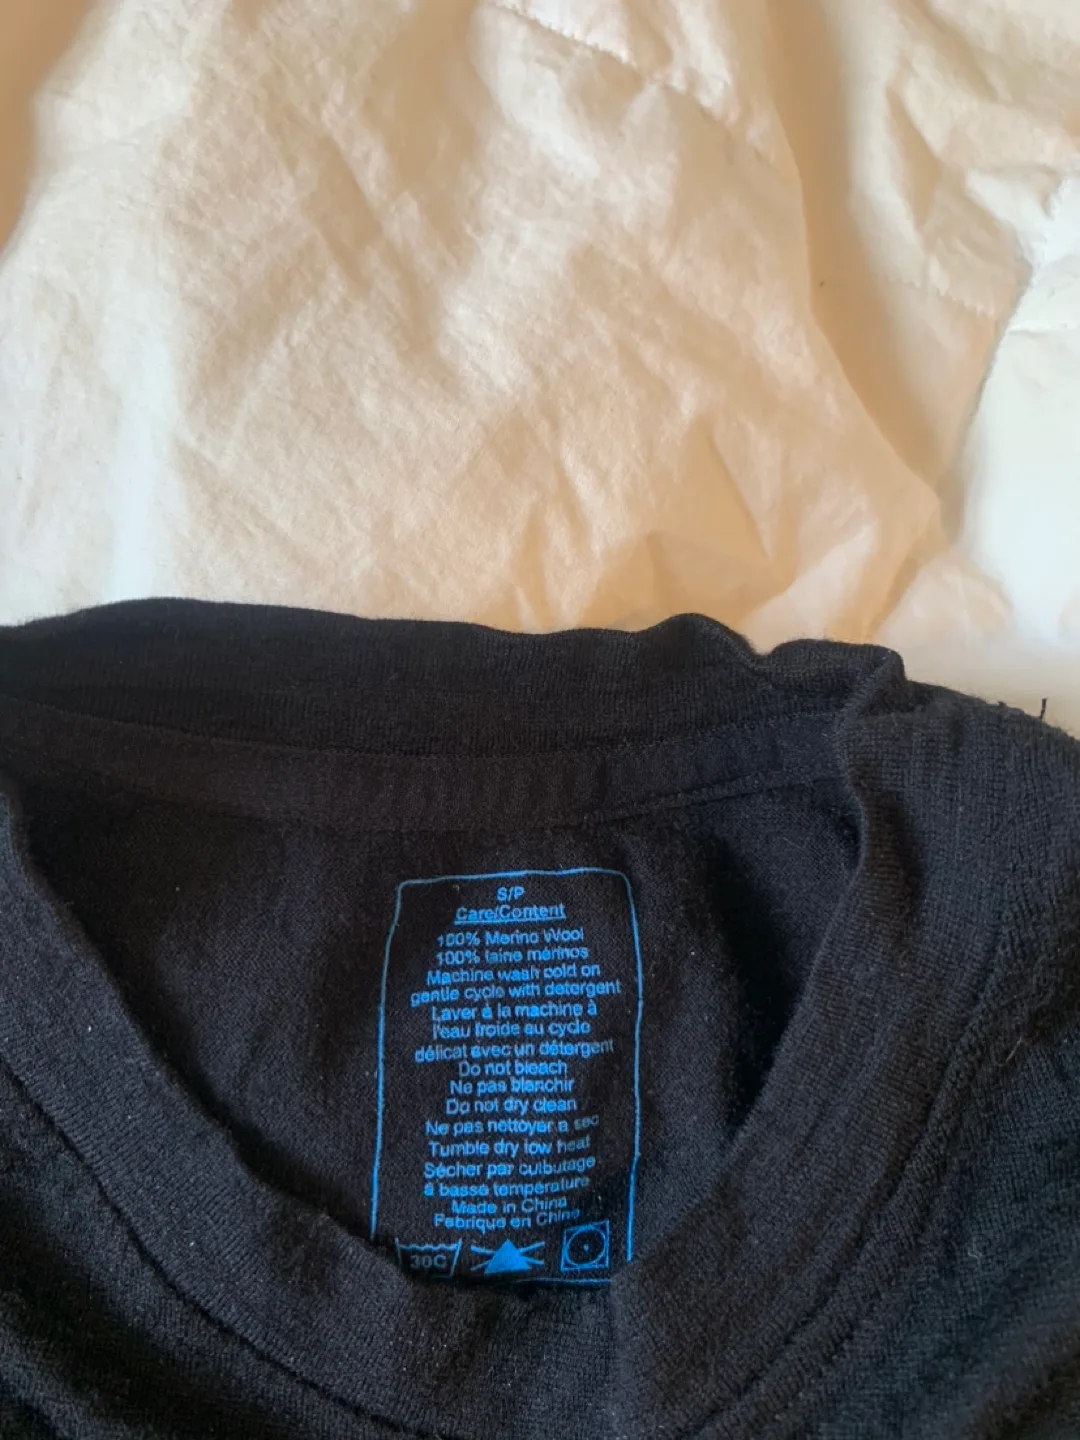 S/P
Care/Content
100% Merino Wool
100% laine mérinos
Machine wash cold on
gentle cycle with detergent
Laver à la machine à
l'eau froide au cycle
délicat avec un détergent
Do not bleach
Ne pas blanchir
Do not dry clean
Ne pas nettoyer a sec
Tumble dry low heat
Sécher par culbutage
à basse température
Made in China
Fabrique en Chine
30C